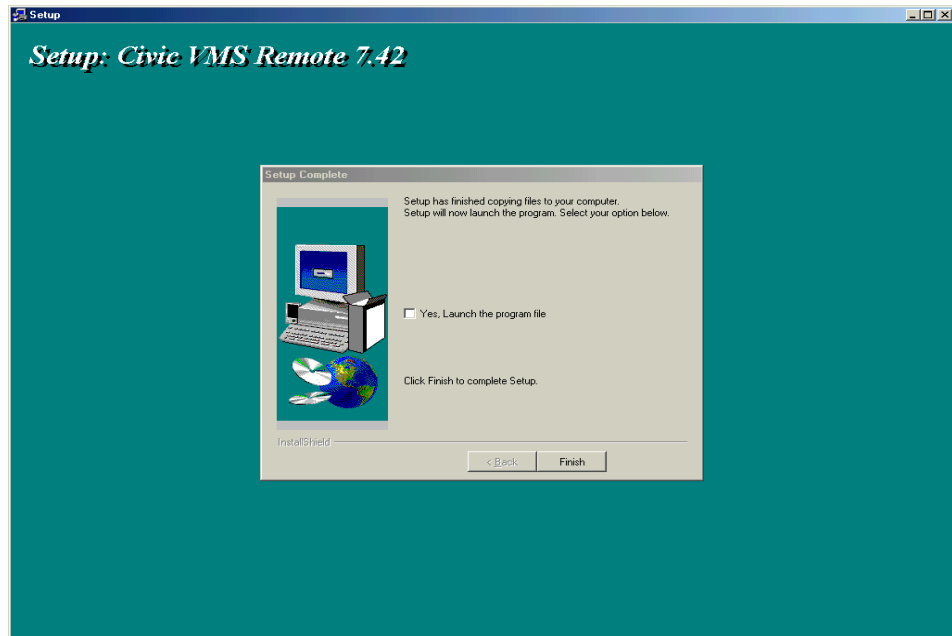 Setup
Setup: Civic VMS Remote 7.42
Setup Complete
Setup has finished copying files to your computer.
Setup will now launch the program. Select your option below.
Yes, Launch the program file
Click Finish to complete Setup.
InstallShield
< Back
Finish